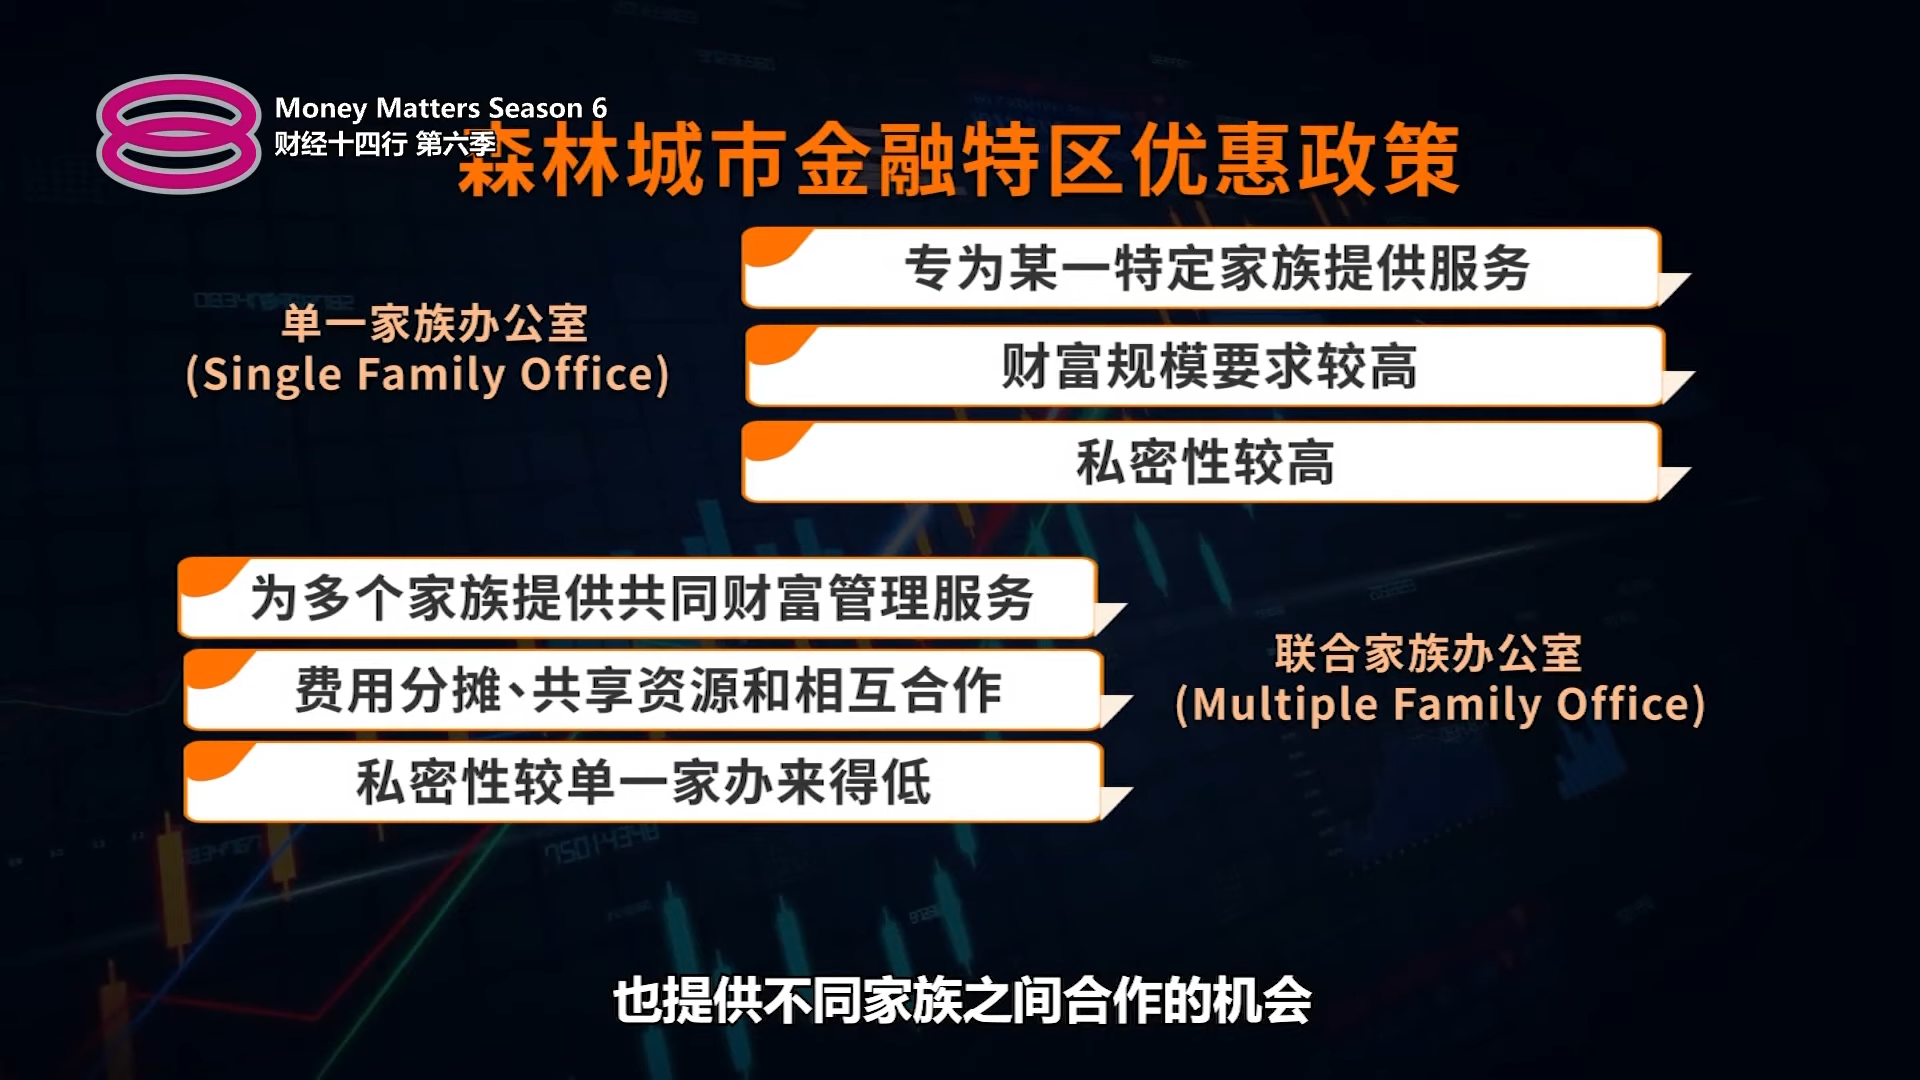 Money Matters Season 6
财经十四行 第六季
森林城市金融特区优惠政策
单一家族办公室
(Single Family Office)
专为某一特定家族提供服务
财富规模要求较高
私密性较高
为多个家族提供共同财富管理服务
费用分摊、共享资源和相互合作
私密性较单一家办来得低
联合家族办公室
(Multiple Family Office)
也提供不同家族之间合作的机会